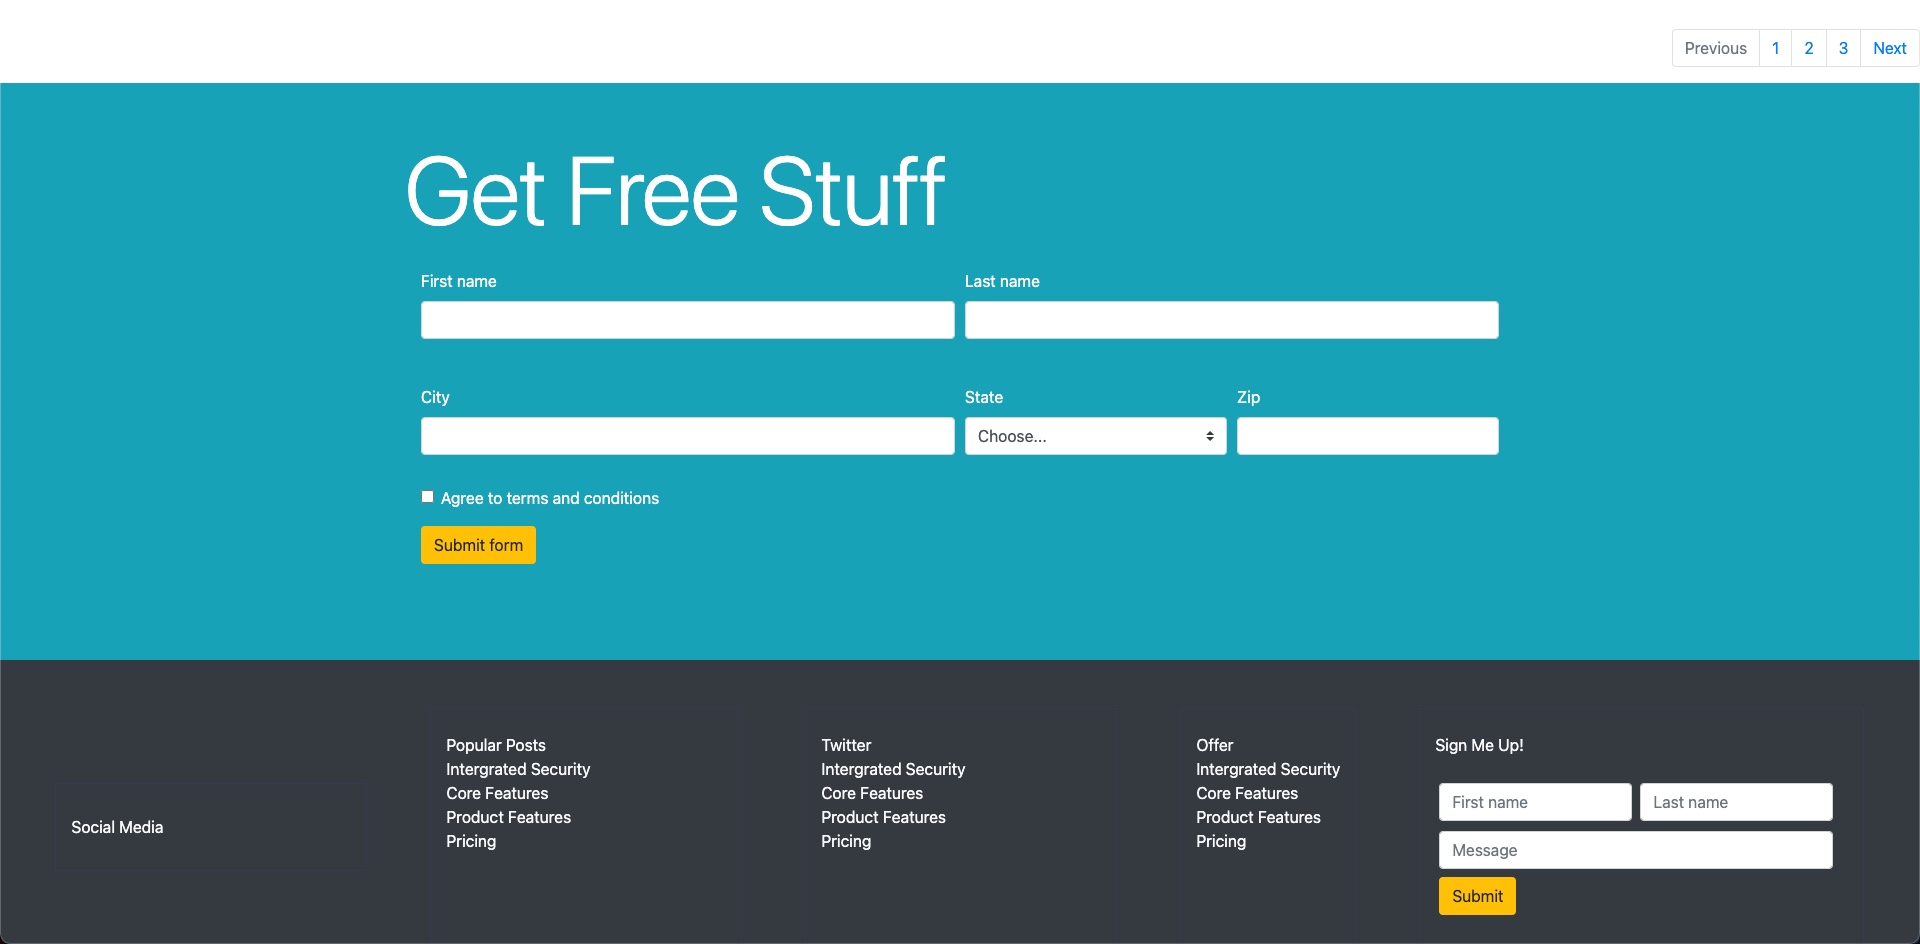 Previous 1 2 3 Next
Get Free Stuff
First name Last name
City State Zip
Choose...
Agree to terms and conditions
Submit form
Social Media
Popular Posts
Intergrated Security
Core Features
Product Features
Pricing
Twitter
Intergrated Security
Core Features
Product Features
Pricing
Offer
Intergrated Security
Core Features
Product Features
Pricing
Sign Me Up!
First name Last name
Message
Submit